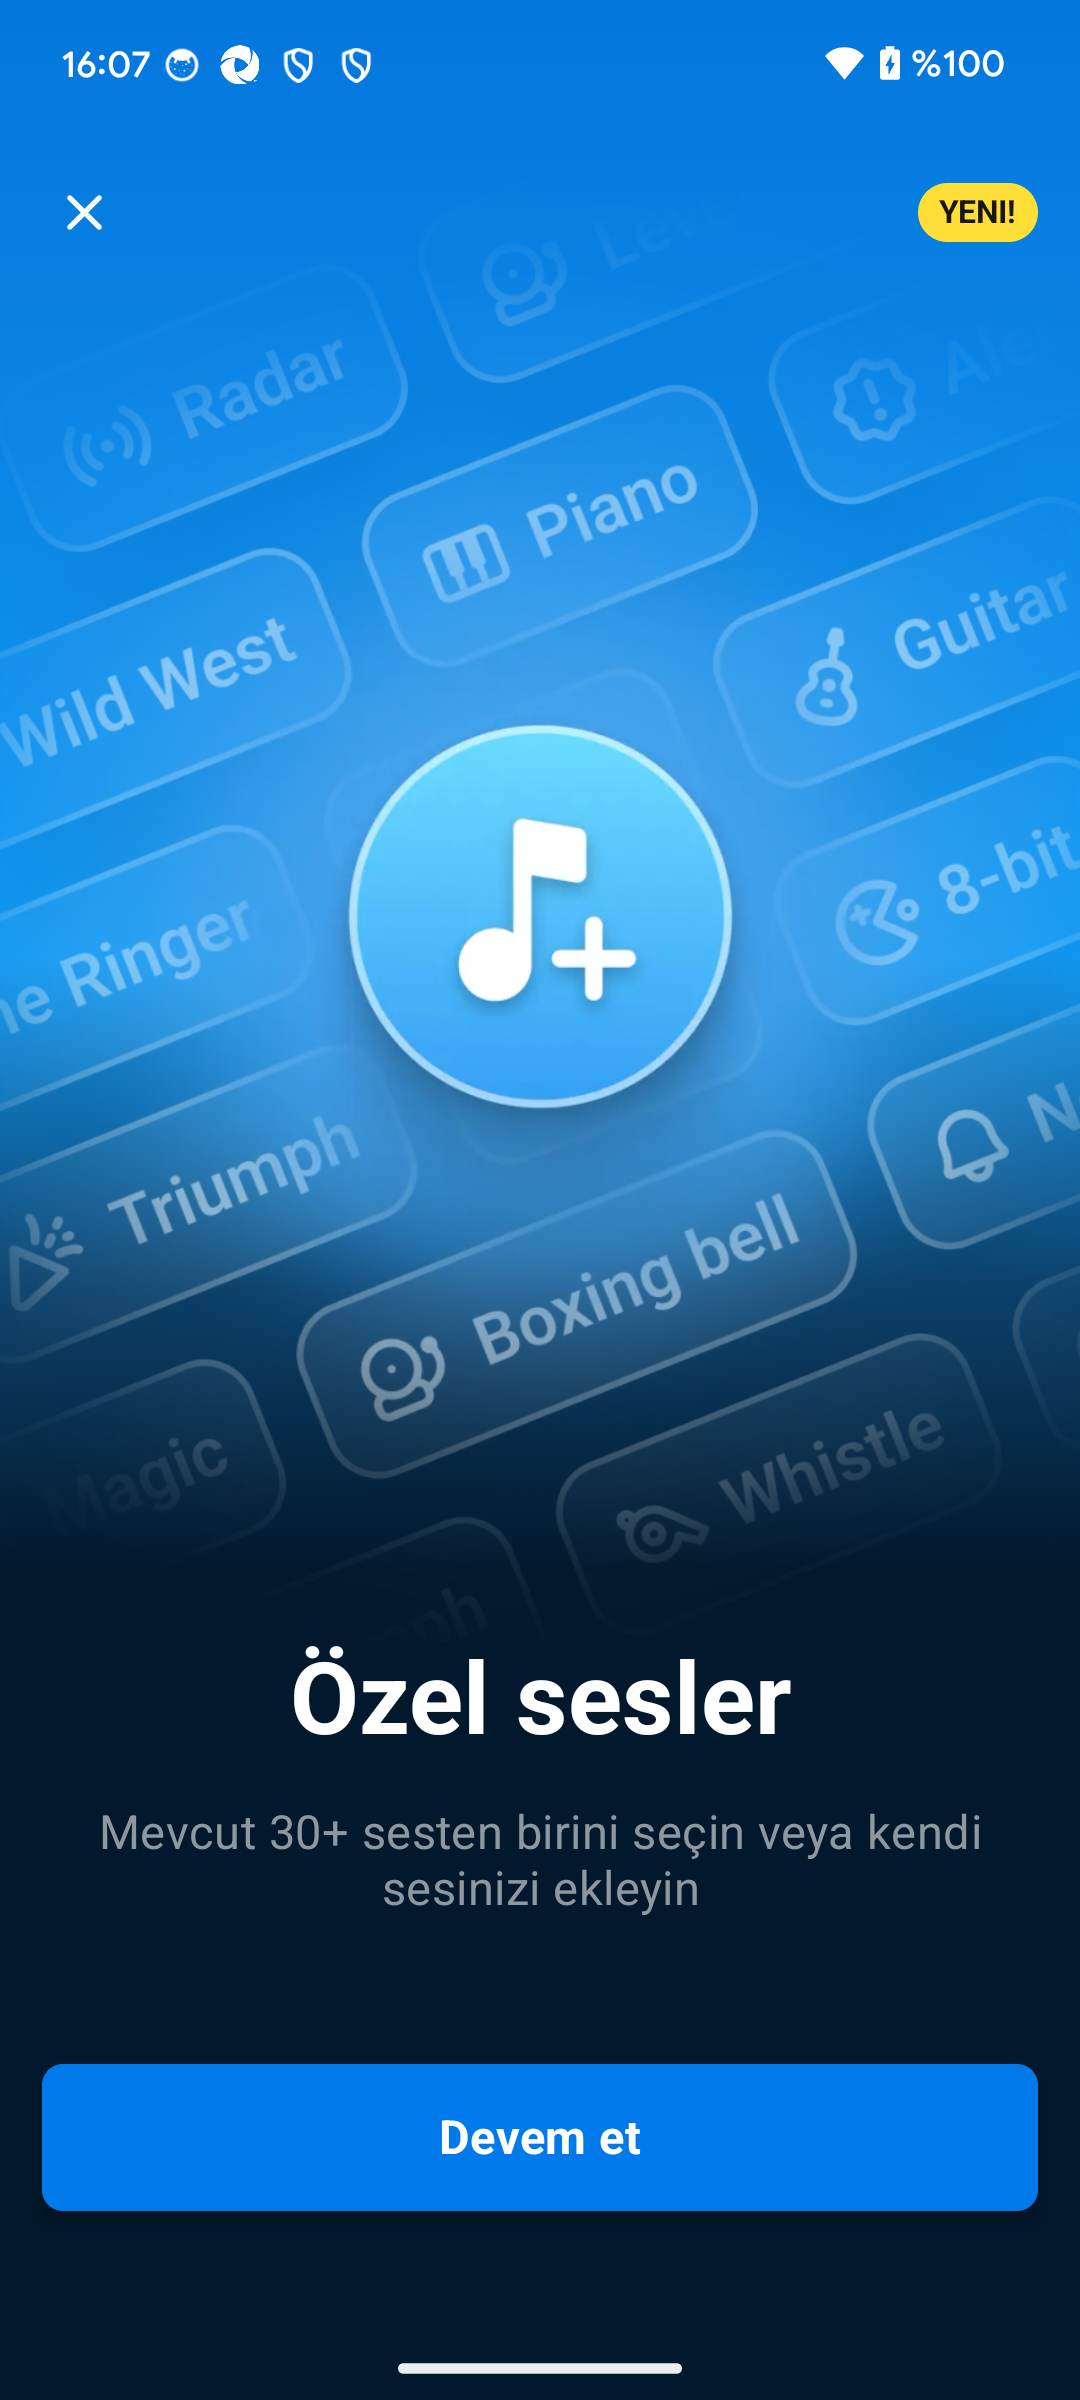 16:07
%100
YENI!
Radar
Piano
Guitar
Wild West
8-bit
Ringer
Triumph
Boxing bell
Magic
Whistle
Özel sesler
Mevcut 30+ sesten birini seçin veya kendi
sesinizi ekleyin
Devem et